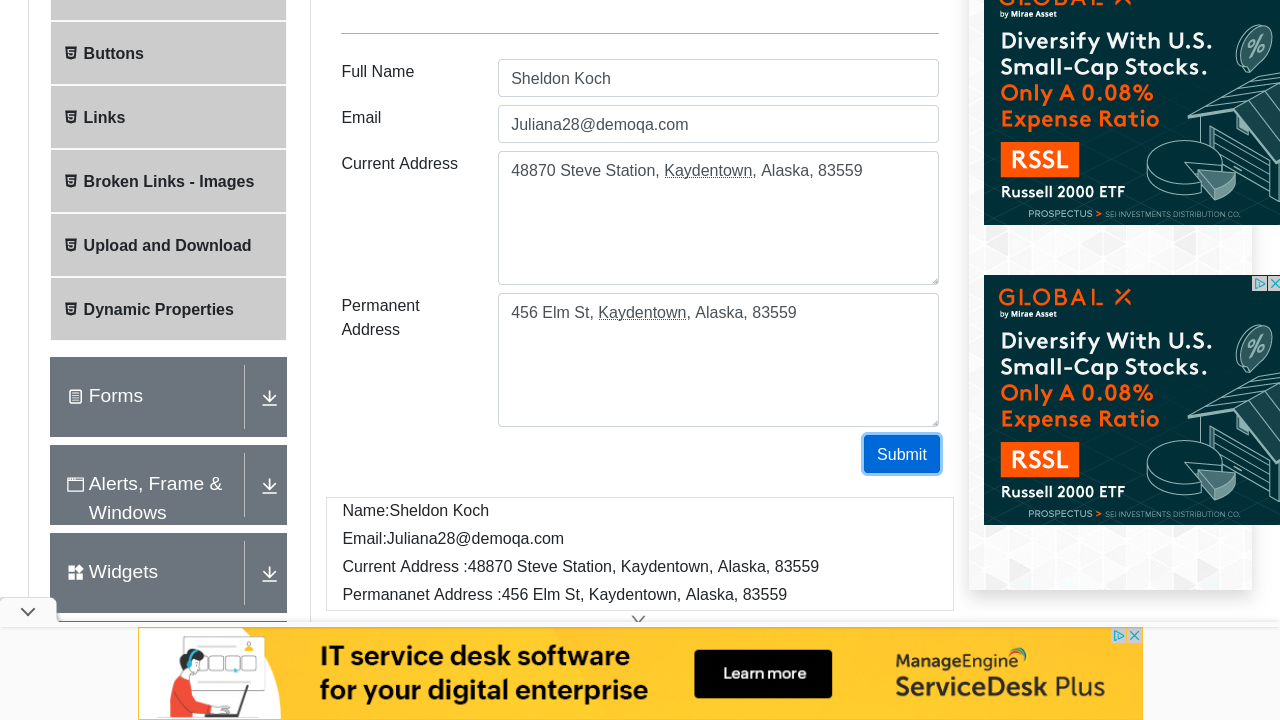 Buttons
Links
Broken Links - Images
Upload and Download
Dynamic Properties
Forms
Alerts, Frame &
Windows
Widgets
Full Name
Sheldon Koch
Email
Juliana28@demoqa.com
Current Address
48870 Steve Station, Kaydentown, Alaska, 83559
Permanent
Address
456 Elm St, Kaydentown, Alaska, 83559
Submit
Name:Sheldon Koch
Email:Juliana28@demoqa.com
Current Address :48870 Steve Station, Kaydentown, Alaska, 83559
Permananet Address :456 Elm St, Kaydentown, Alaska, 83559
GLOBAL X
by Mirae Asset
Diversify With U.S.
Small-Cap Stocks.
Only A 0.08%
Expense Ratio
RSSL
Russell 2000 ETF
PROSPECTUS > SEI INVESTMENTS DISTRIBUTION CO.
GLOBAL X
by Mirae Asset
Diversify With U.S.
Small-Cap Stocks.
Only A 0.08%
Expense Ratio
RSSL
Russell 2000 ETF
PROSPECTUS > SEI INVESTMENTS DISTRIBUTION CO.
IT service desk software
for your digital enterprise
Learn more
ManageEngine
ServiceDesk Plus